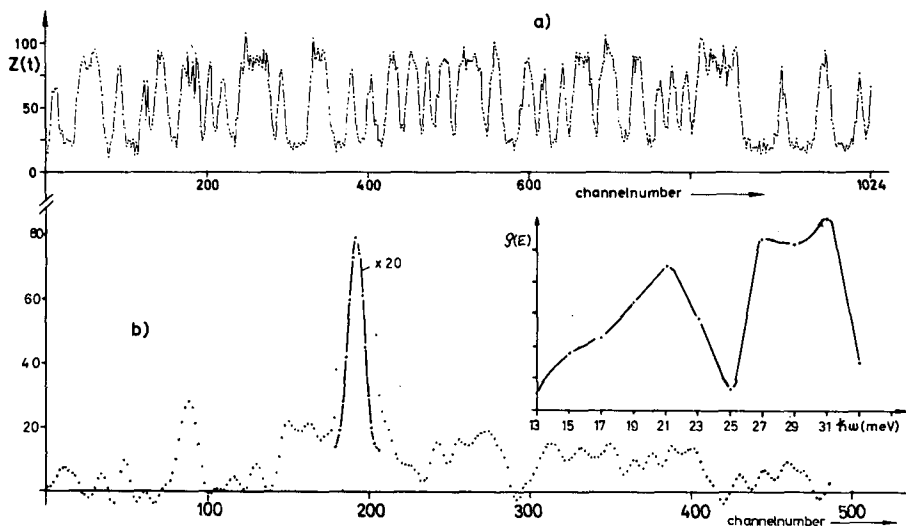 a)
100
Z(t)
50
0
200
400
600
channelnumber
1024
80
60
40
20
b)
x 20
ρ(E)
13 15 17 19 21 23 25 27 29 31 ħω(meV)
100 200 300 400 500
channelnumber